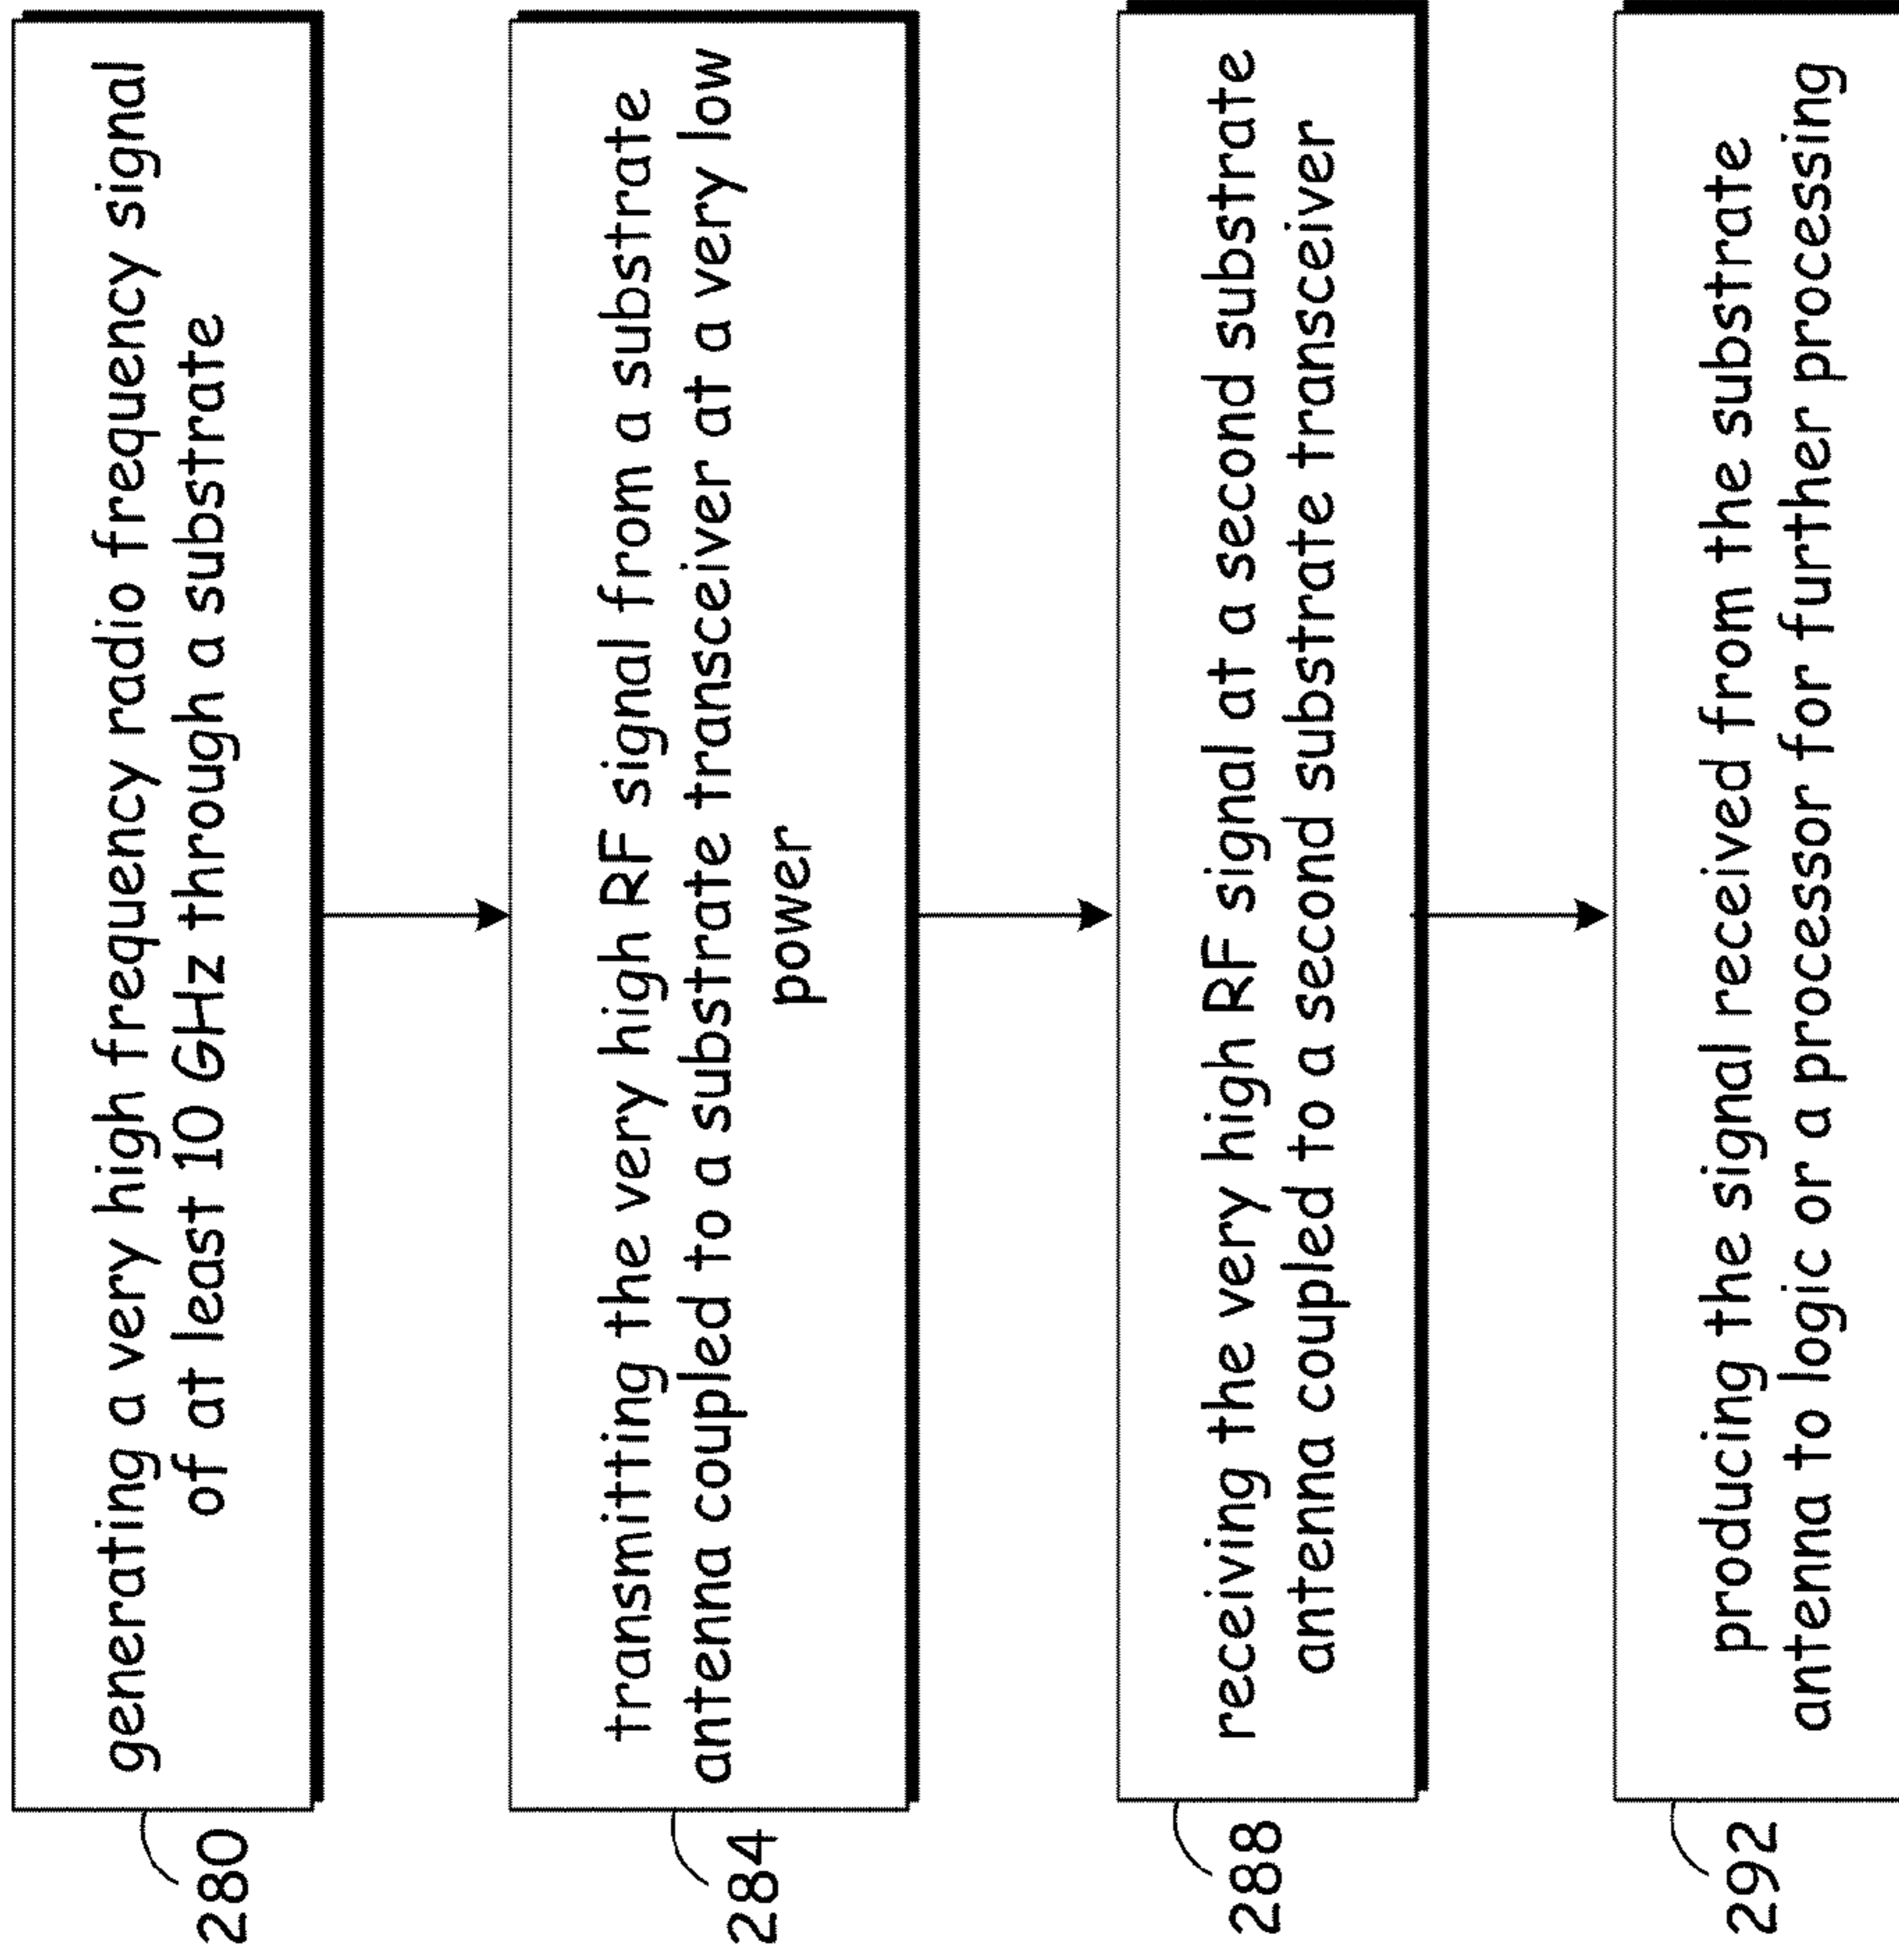 generating a very high frequency radio frequency signal
of at least 10 GHz through a substrate
280
transmitting the very high RF signal from a substrate
antenna coupled to a substrate transceiver at a very low
power
284
receiving the very high RF signal at a second substrate
antenna coupled to a second substrate transceiver
288
producing the signal received from the substrate
antenna to logic or a processor for further processing
292